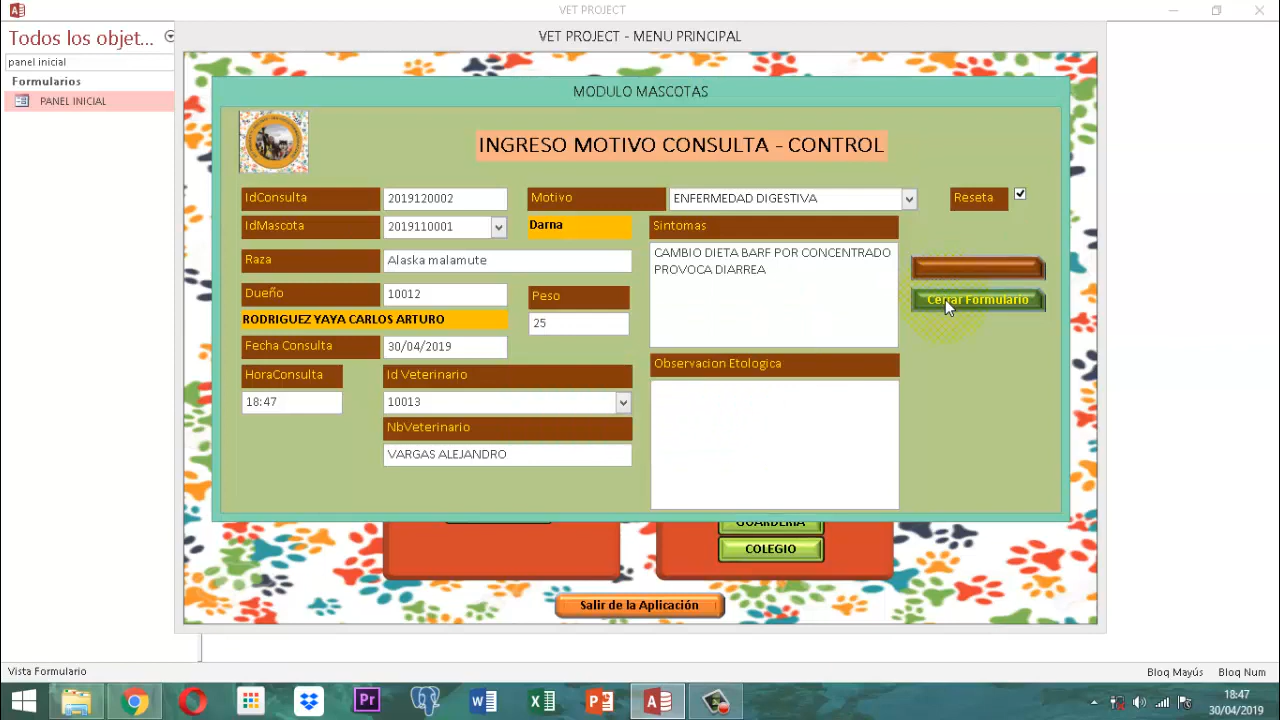 VET PROJECT
Todos los objet...
panel inicial
Formularios
PANEL INICIAL
VET PROJECT - MENU PRINCIPAL
MODULO MASCOTAS
INGRESO MOTIVO CONSULTA - CONTROL
IdConsulta 2019120002 Motivo ENFERMEDAD DIGESTIVA Reseta
IdMascota 2019110001 Darna Sintomas
CAMBIO DIETA BARF POR CONCENTRADO
PROVOCA DIARREA
Raza Alaska malamute
Dueño 10012 Peso
25
Cerrar Formulario
RODRIGUEZ YAYA CARLOS ARTURO
Fecha Consulta 30/04/2019
Observacion Etologica
HoraConsulta Id Veterinario
18:47 10013
NbVeterinario
VARGAS ALEJANDRO
GUARDERIA
COLEGIO
Salir de la Aplicación
Vista Formulario
Bloq Mayús Bloq Num
18:47
30/04/2019